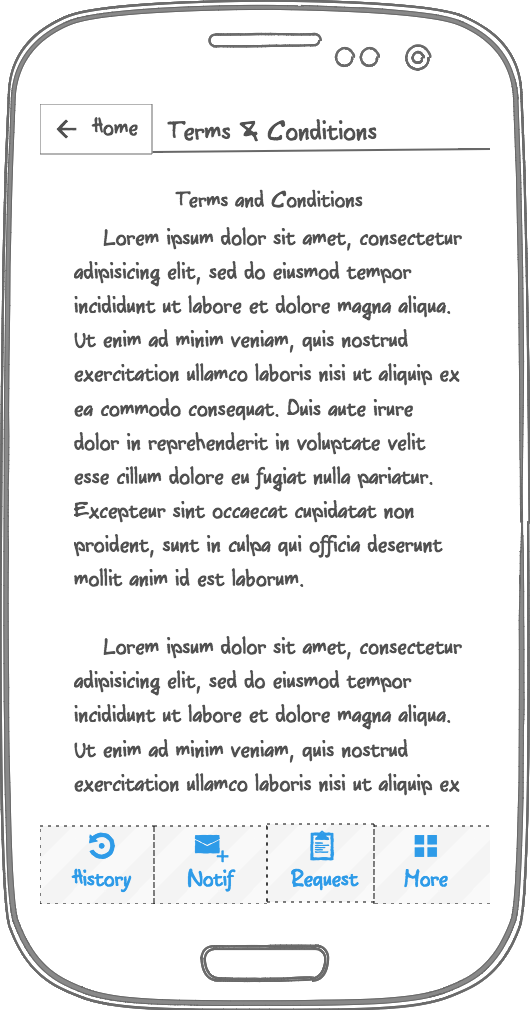 Home
Terms & Conditions
Terms and Conditions
Lorem ipsum dolor sit amet, consectetur
adipisicing elit, sed do eiusmod tempor
incididunt ut labore et dolore magna aliqua.
Ut enim ad minim veniam, quis nostrud
exercitation ullamco laboris nisi ut aliquip ex
ea commodo consequat. Duis aute irure
dolor in reprehenderit in voluptate velit
esse cillum dolore eu fugiat nulla pariatur.
Excepteur sint occaecat cupidatat non
proident, sunt in culpa qui officia deserunt
mollit anim id est laborum.
Lorem ipsum dolor sit amet, consectetur
adipisicing elit, sed do eiusmod tempor
incididunt ut labore et dolore magna aliqua.
Ut enim ad minim veniam, quis nostrud
exercitation ullamco laboris nisi ut aliquip ex
History
Notif
Request
More